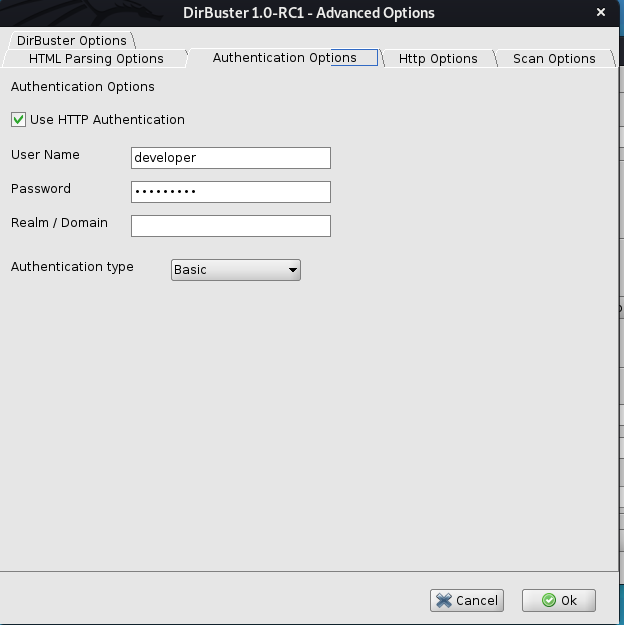 DirBuster 1.0-RC1 - Advanced Options
DirBuster Options
HTML Parsing Options
Authentication Options
Http Options
Scan Options
Authentication Options
Use HTTP Authentication
User Name
developer
Password
•••••••••
Realm / Domain
Authentication type
Basic
Cancel
Ok